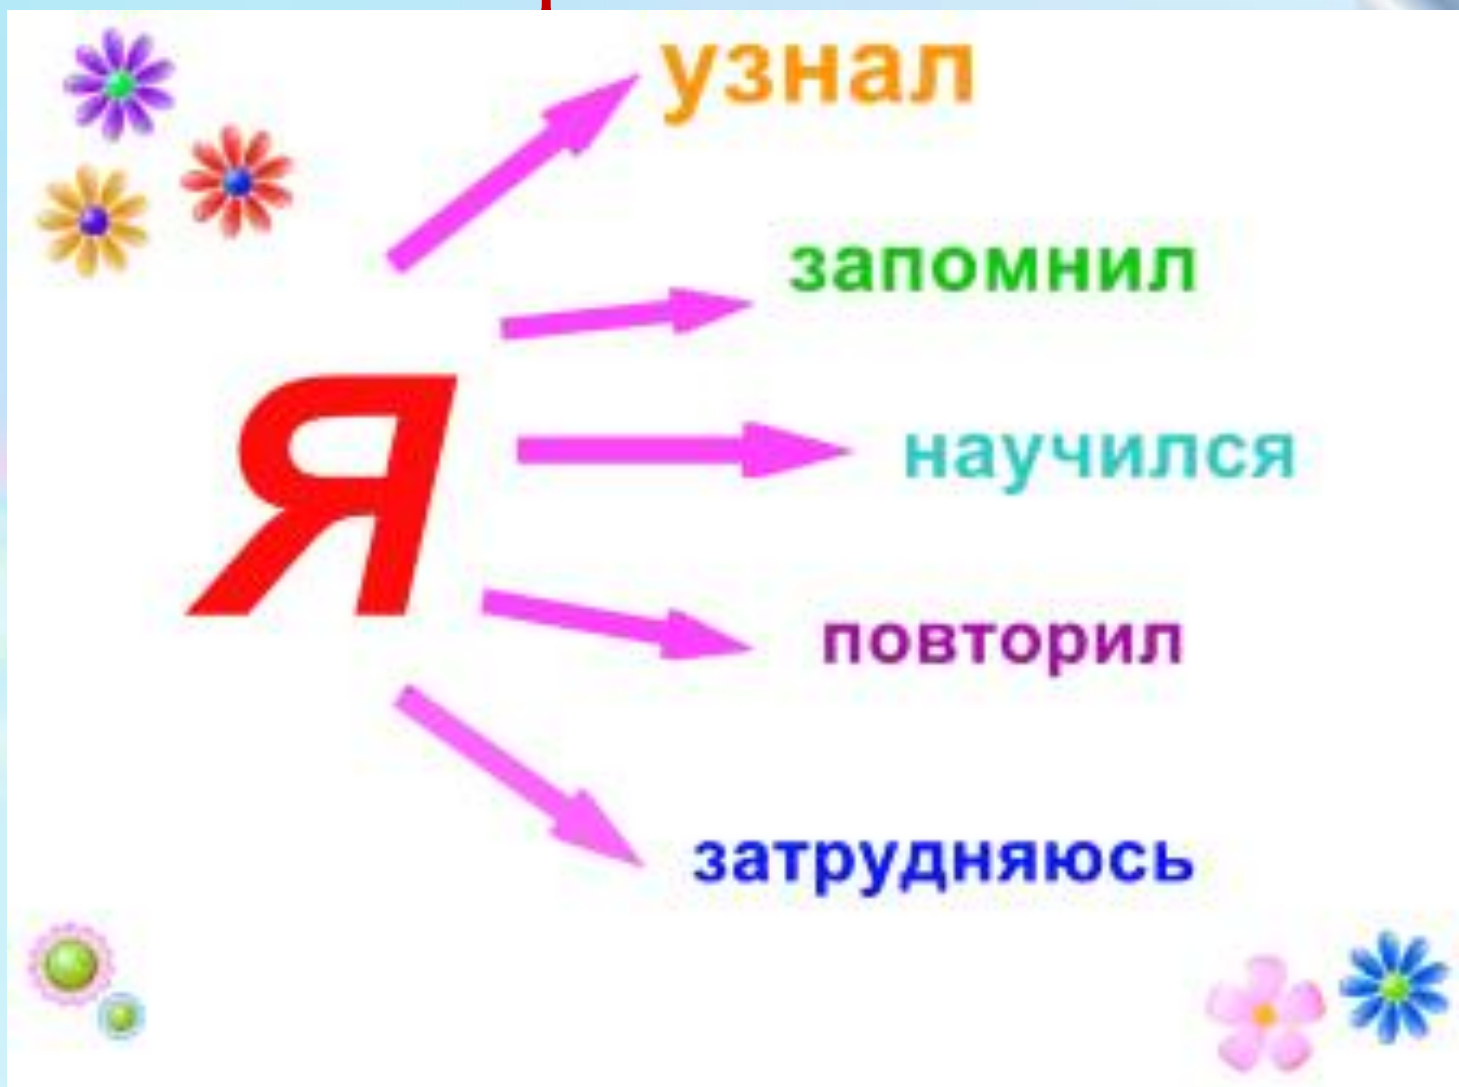 узнал
запомнил
Я
научился
повторил
затрудняюсь